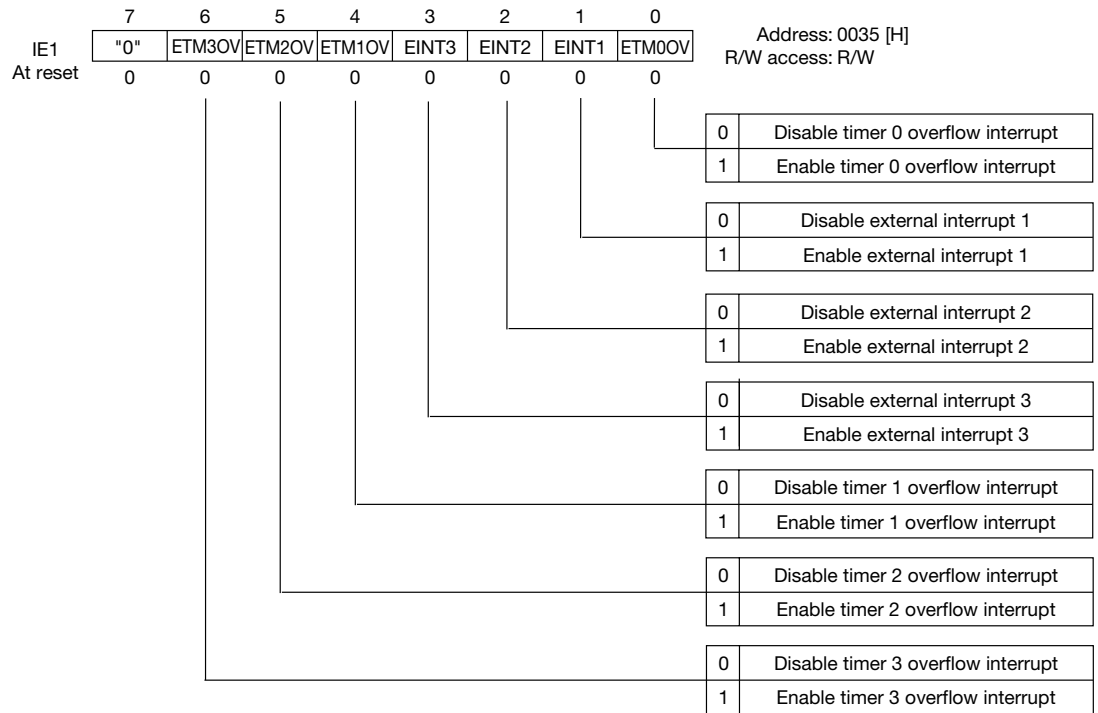 7 6 5 4 3 2 1 0
IE1 "0" ETM3OV ETM2OV ETM1OV EINT3 EINT2 EINT1 ETM0OV
At reset 0 0 0 0 0 0 0 0
Address: 0035 [H]
R/W access: R/W
0 Disable timer 0 overflow interrupt
1 Enable timer 0 overflow interrupt
0 Disable external interrupt 1
1 Enable external interrupt 1
0 Disable external interrupt 2
1 Enable external interrupt 2
0 Disable external interrupt 3
1 Enable external interrupt 3
0 Disable timer 1 overflow interrupt
1 Enable timer 1 overflow interrupt
0 Disable timer 2 overflow interrupt
1 Enable timer 2 overflow interrupt
0 Disable timer 3 overflow interrupt
1 Enable timer 3 overflow interrupt